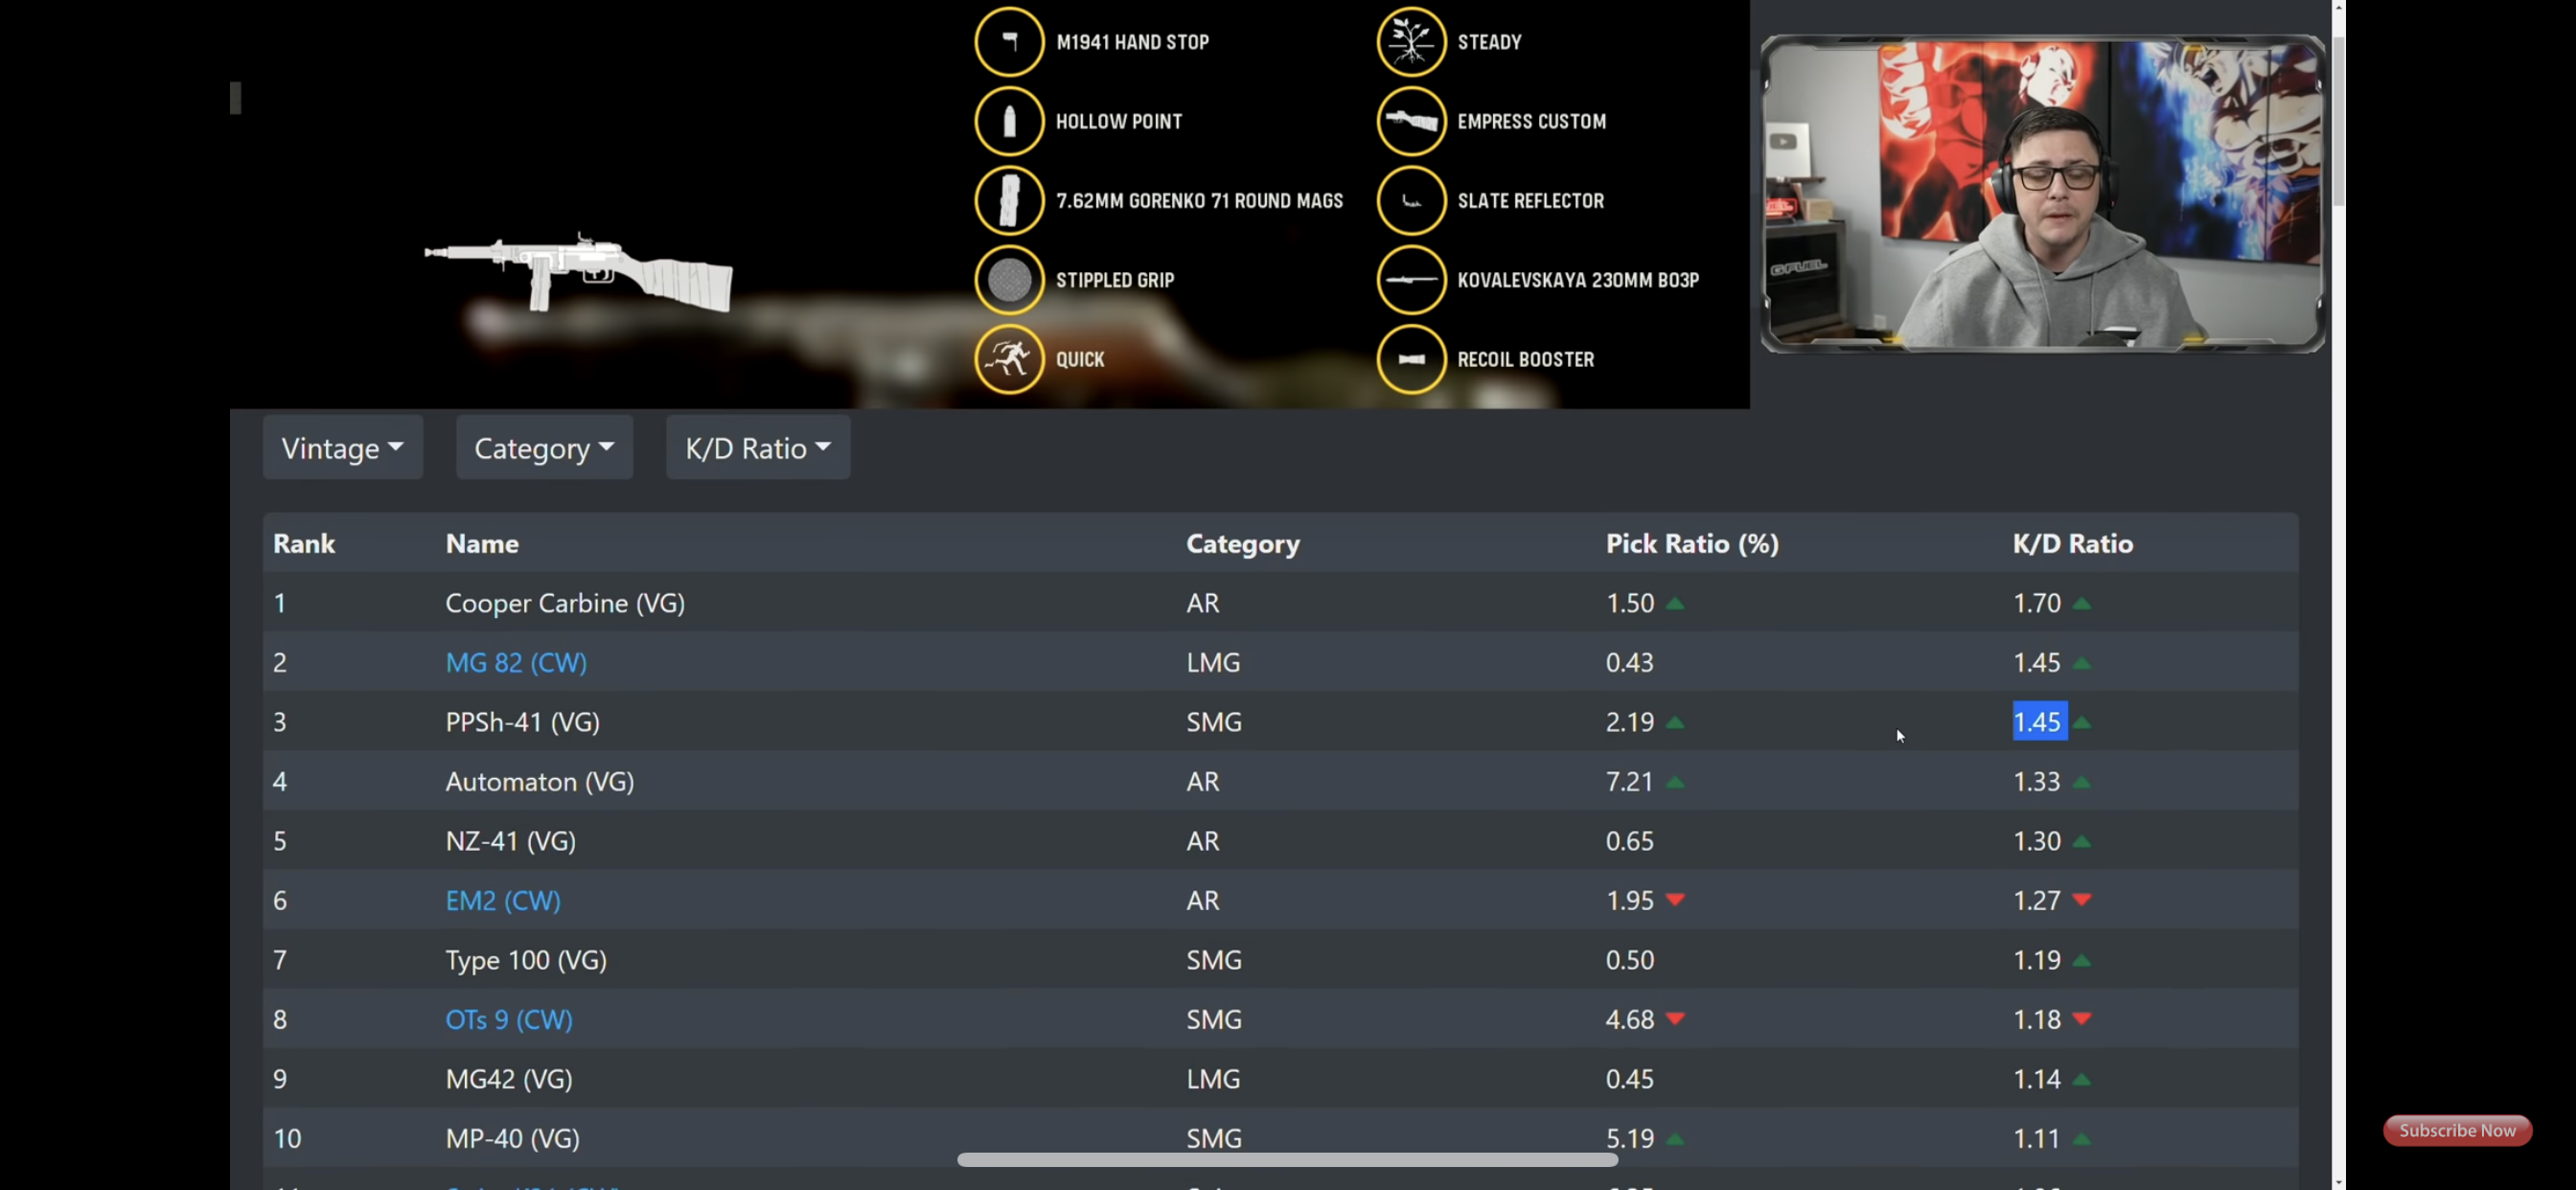 M1941 HAND STOP
STEADY
HOLLOW POINT
EMPRESS CUSTOM
7.62MM GORENKO 71 ROUND MAGS
SLATE REFLECTOR
STIPPLED GRIP
KOVALEVSKAYA 230MM B03P
QUICK
RECOIL BOOSTER
GFUEL
Vintage
Category
K/D Ratio
Rank Name Category Pick Ratio (%) K/D Ratio
1 Cooper Carbine (VG) AR 1.50 1.70
2 MG 82 (CW) LMG 0.43 1.45
3 PPSh-41 (VG) SMG 2.19 1.45
4 Automaton (VG) AR 7.21 1.33
5 NZ-41 (VG) AR 0.65 1.30
6 EM2 (CW) AR 1.95 1.27
7 Type 100 (VG) SMG 0.50 1.19
8 OTs 9 (CW) SMG 4.68 1.18
9 MG42 (VG) LMG 0.45 1.14
10 MP-40 (VG) SMG 5.19 1.11
Subscribe Now